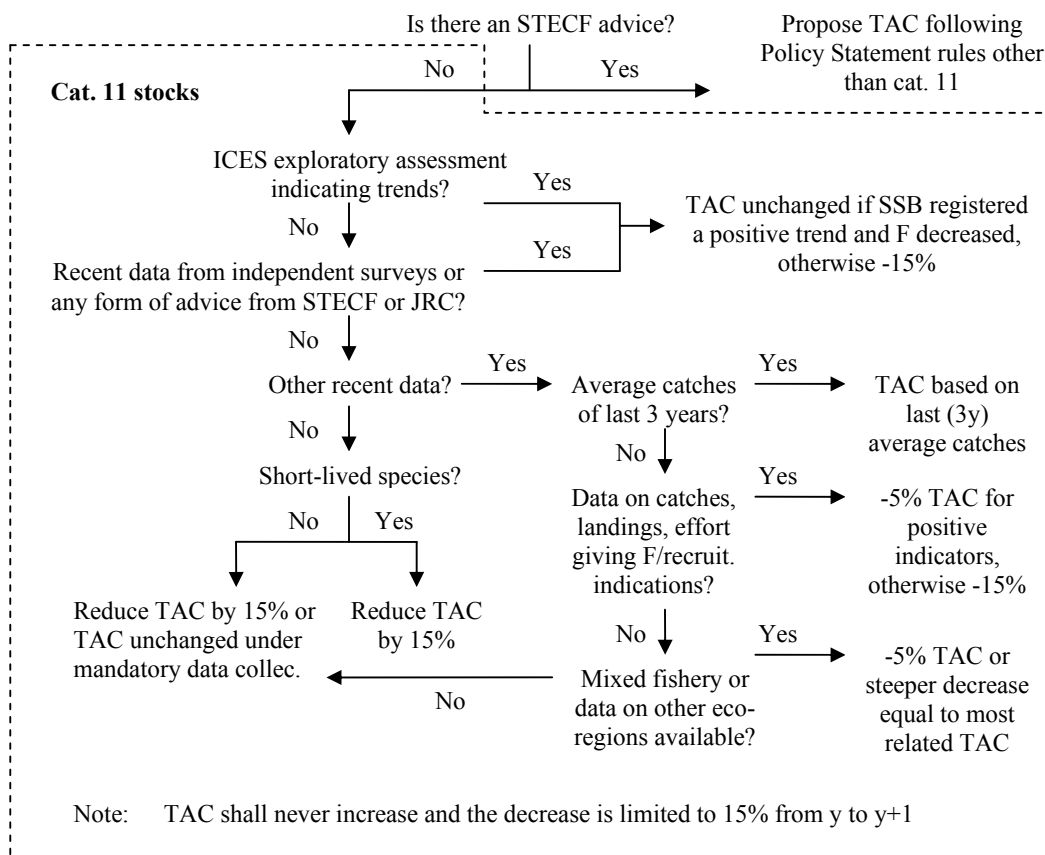 Is there an STECF advice?
Propose TAC following
Policy Statement rules other
than cat. 11
No
Yes
Cat. 11 stocks
ICES exploratory assessment
indicating trends?
Yes
TAC unchanged if SSB registered
a positive trend and F decreased,
otherwise -15%
No
Yes
Recent data from independent surveys or
any form of advice from STECF or JRC?
No
Other recent data?
Yes
Average catches
of last 3 years?
Yes
TAC based on
last (3y)
average catches
No
No
Short-lived species?
Data on catches,
landings, effort
giving F/recruit.
indications?
Yes
-5% TAC for
positive
indicators,
otherwise -15%
No
Yes
Reduce TAC by 15% or
TAC unchanged under
mandatory data collec.
Reduce TAC
by 15%
No
Yes
Mixed fishery or
data on other eco-
regions available?
-5% TAC or
steeper decrease
equal to most
related TAC
No
Note: TAC shall never increase and the decrease is limited to 15% from y to y+1